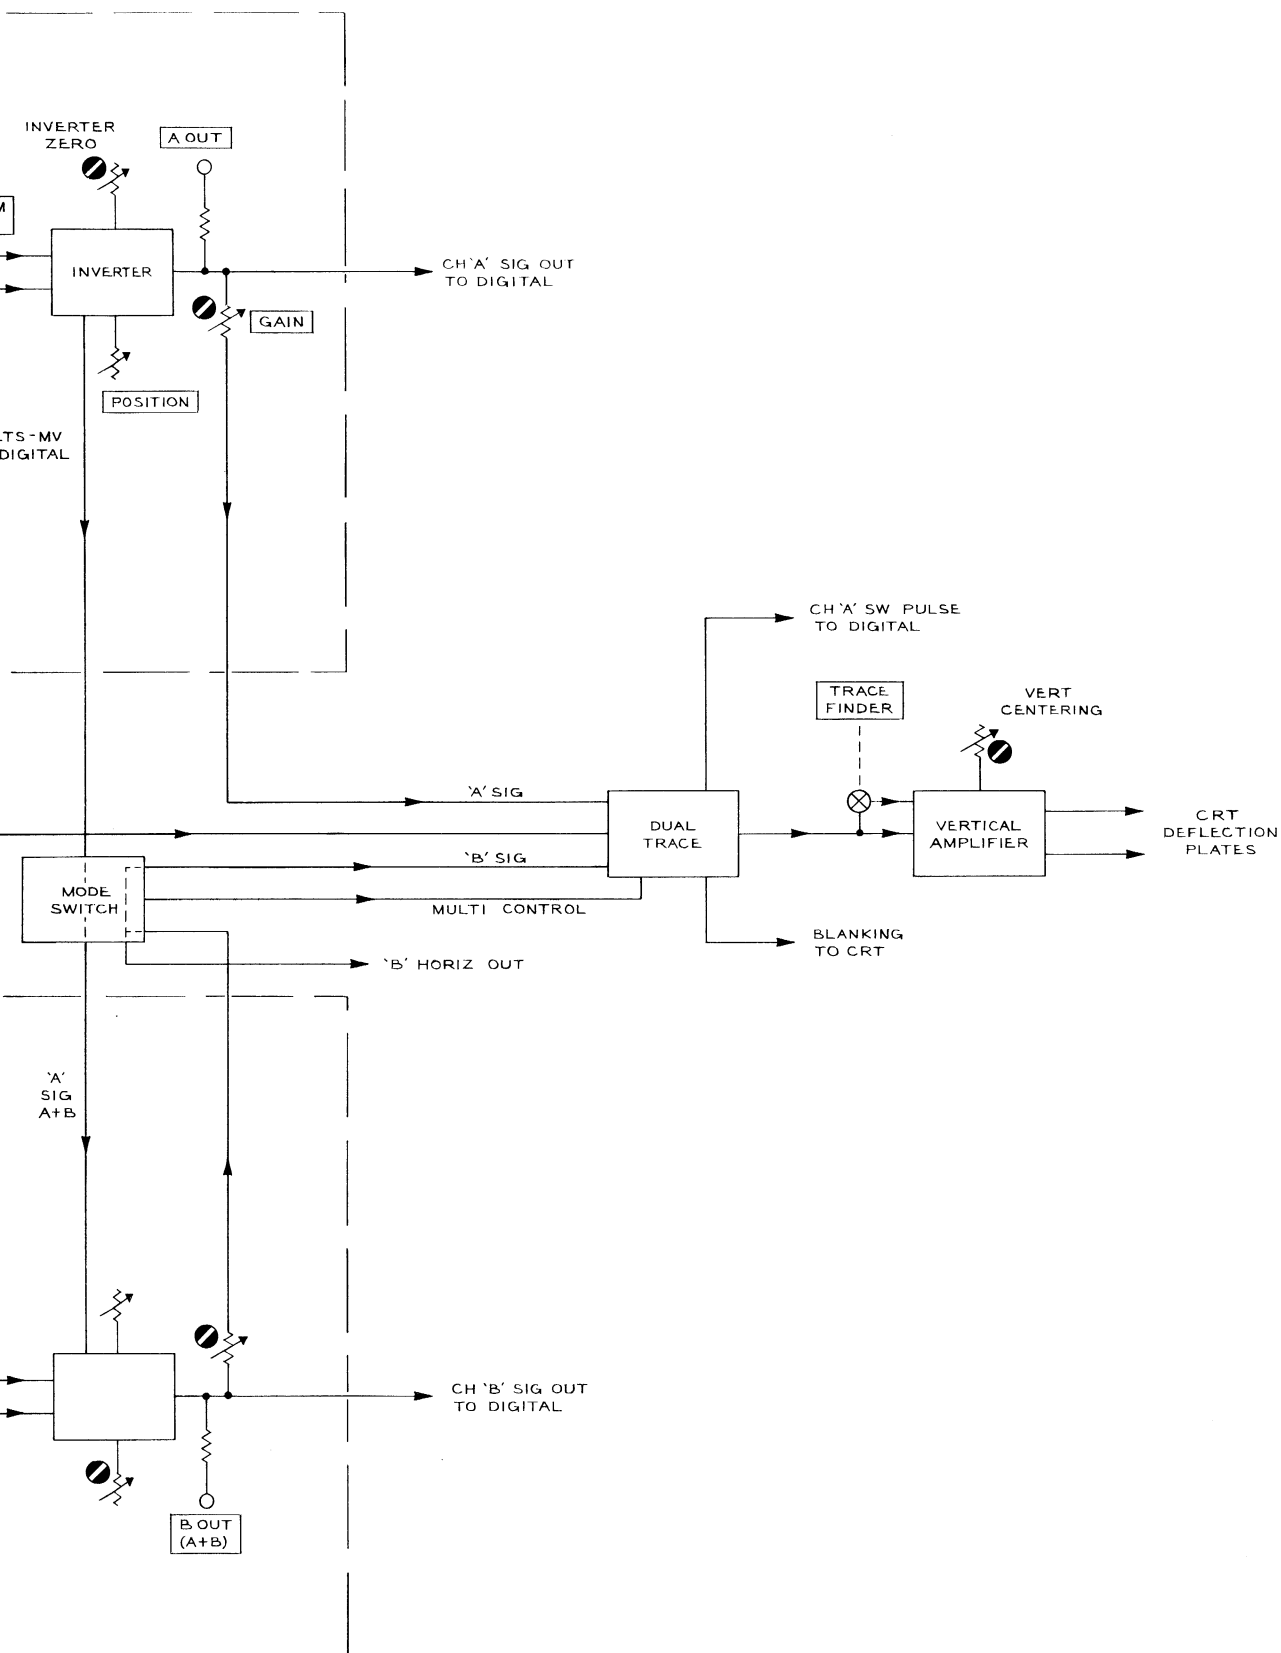 INVERTER
ZERO
A OUT
M
INVERTER
CH 'A' SIG OUT
TO DIGITAL
GAIN
POSITION
LTS-MV
DIGITAL
CH 'A' SW PULSE
TO DIGITAL
TRACE
FINDER
VERT
CENTERING
'A' SIG
DUAL
TRACE
VERTICAL
AMPLIFIER
CRT
DEFLECTION
PLATES
'B' SIG
MODE
SWITCH
MULTI CONTROL
BLANKING
TO CRT
'B' HORIZ OUT
'A'
SIG
A+B
CH 'B' SIG OUT
TO DIGITAL
B OUT
(A+B)